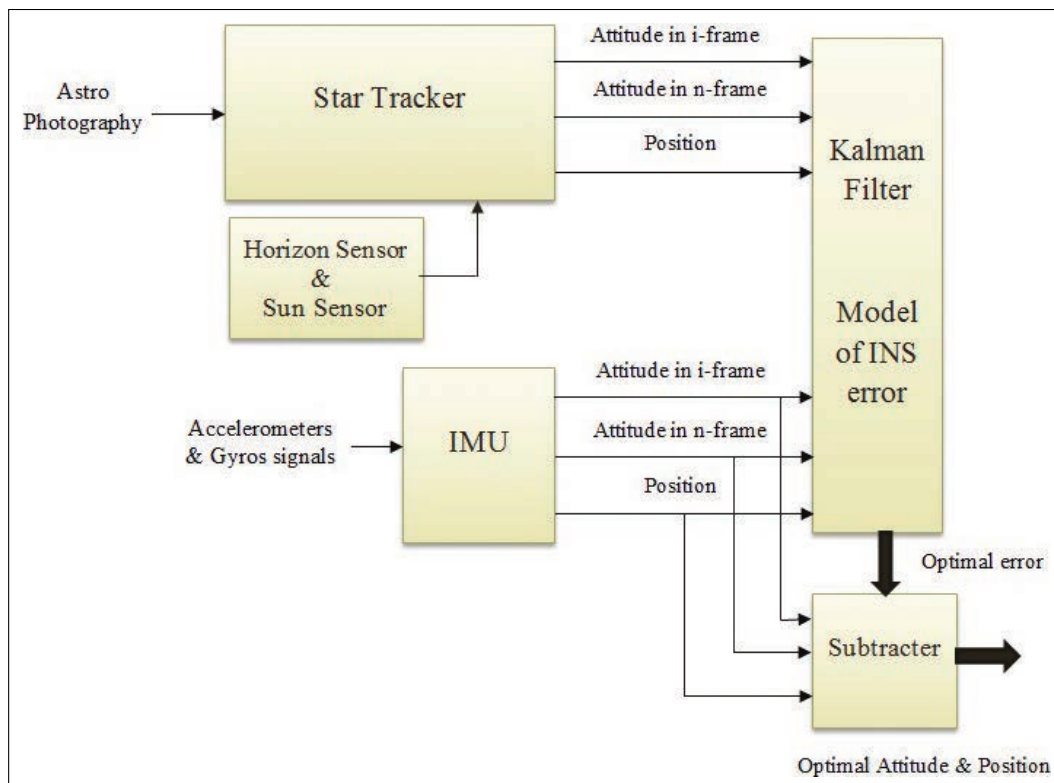 Astro
Photography
Star Tracker
Attitude in i-frame
Attitude in n-frame
Position
Horizon Sensor
&
Sun Sensor
Kalman
Filter
Model
of INS
error
Accelerometers
& Gyros signals
IMU
Attitude in i-frame
Attitude in n-frame
Position
Optimal error
Subtracter
Optimal Attitude & Position